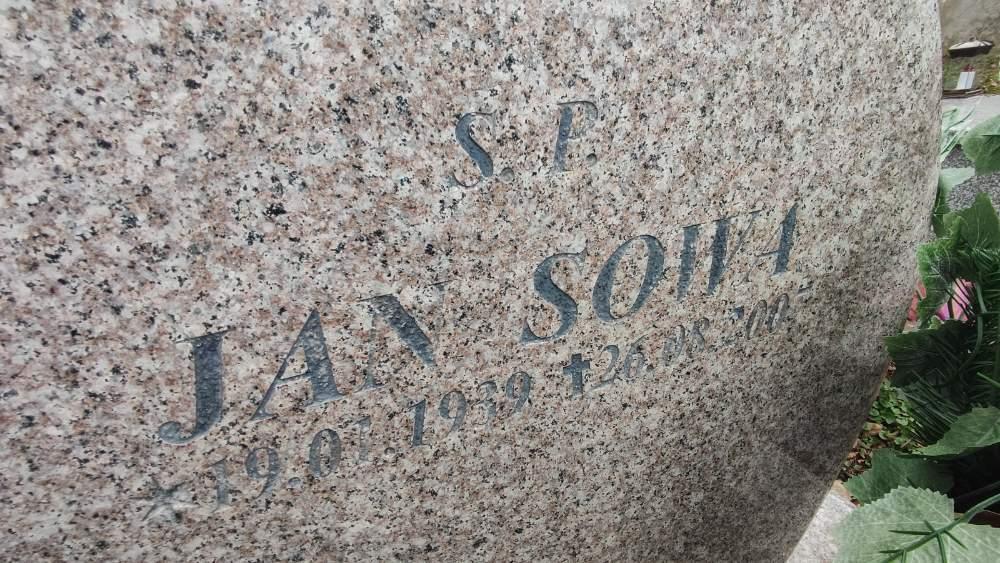 S. P.
JAN SOWA
* 19.01.1939. † 26.08.